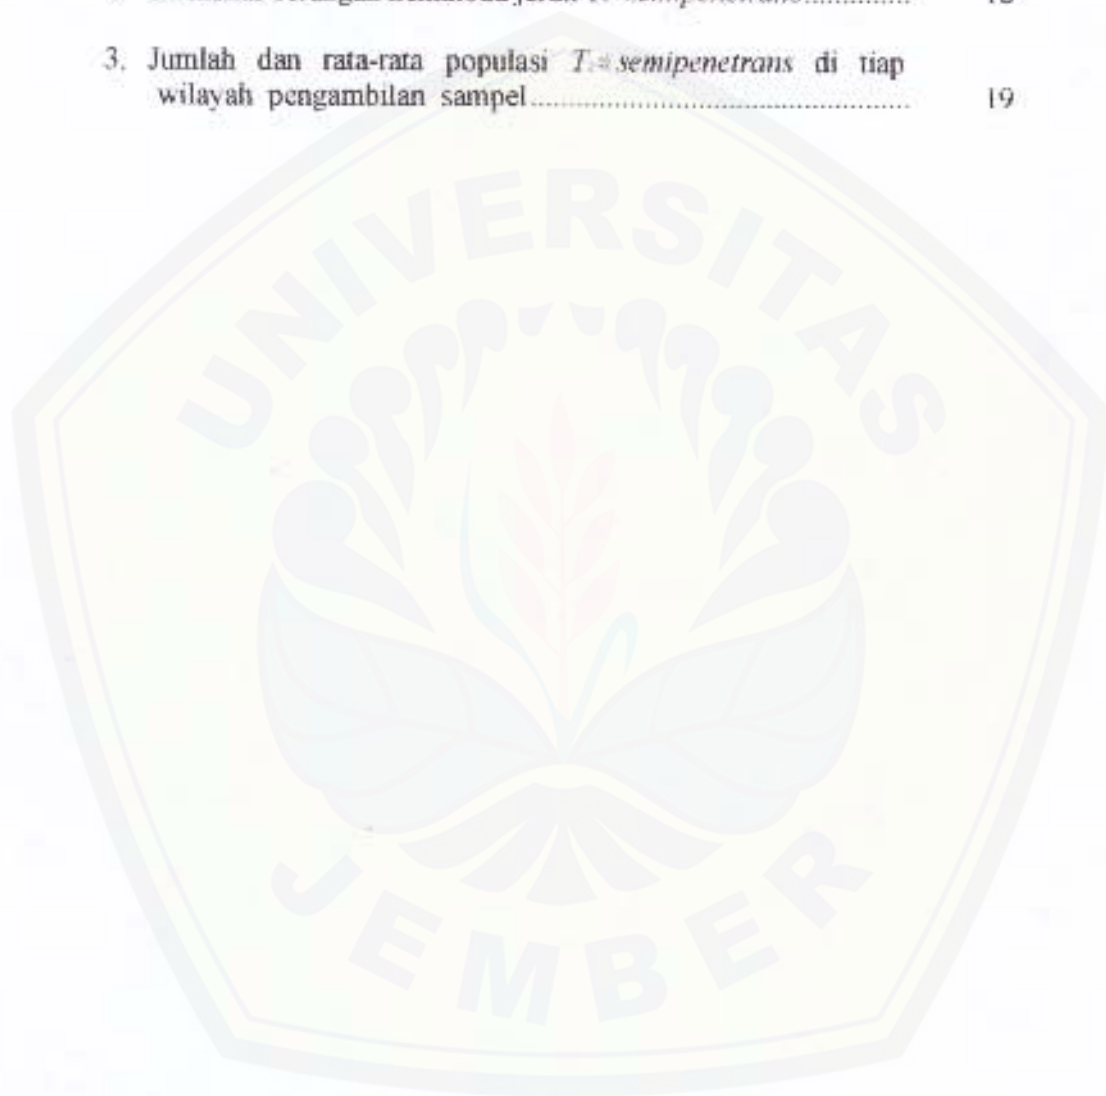 3. Jumlah dan rata-rata populasi T. semipenetrans di tiap
wilayah pengambilan sampel................................................ 19
UNIVERSITAS
JEMBER